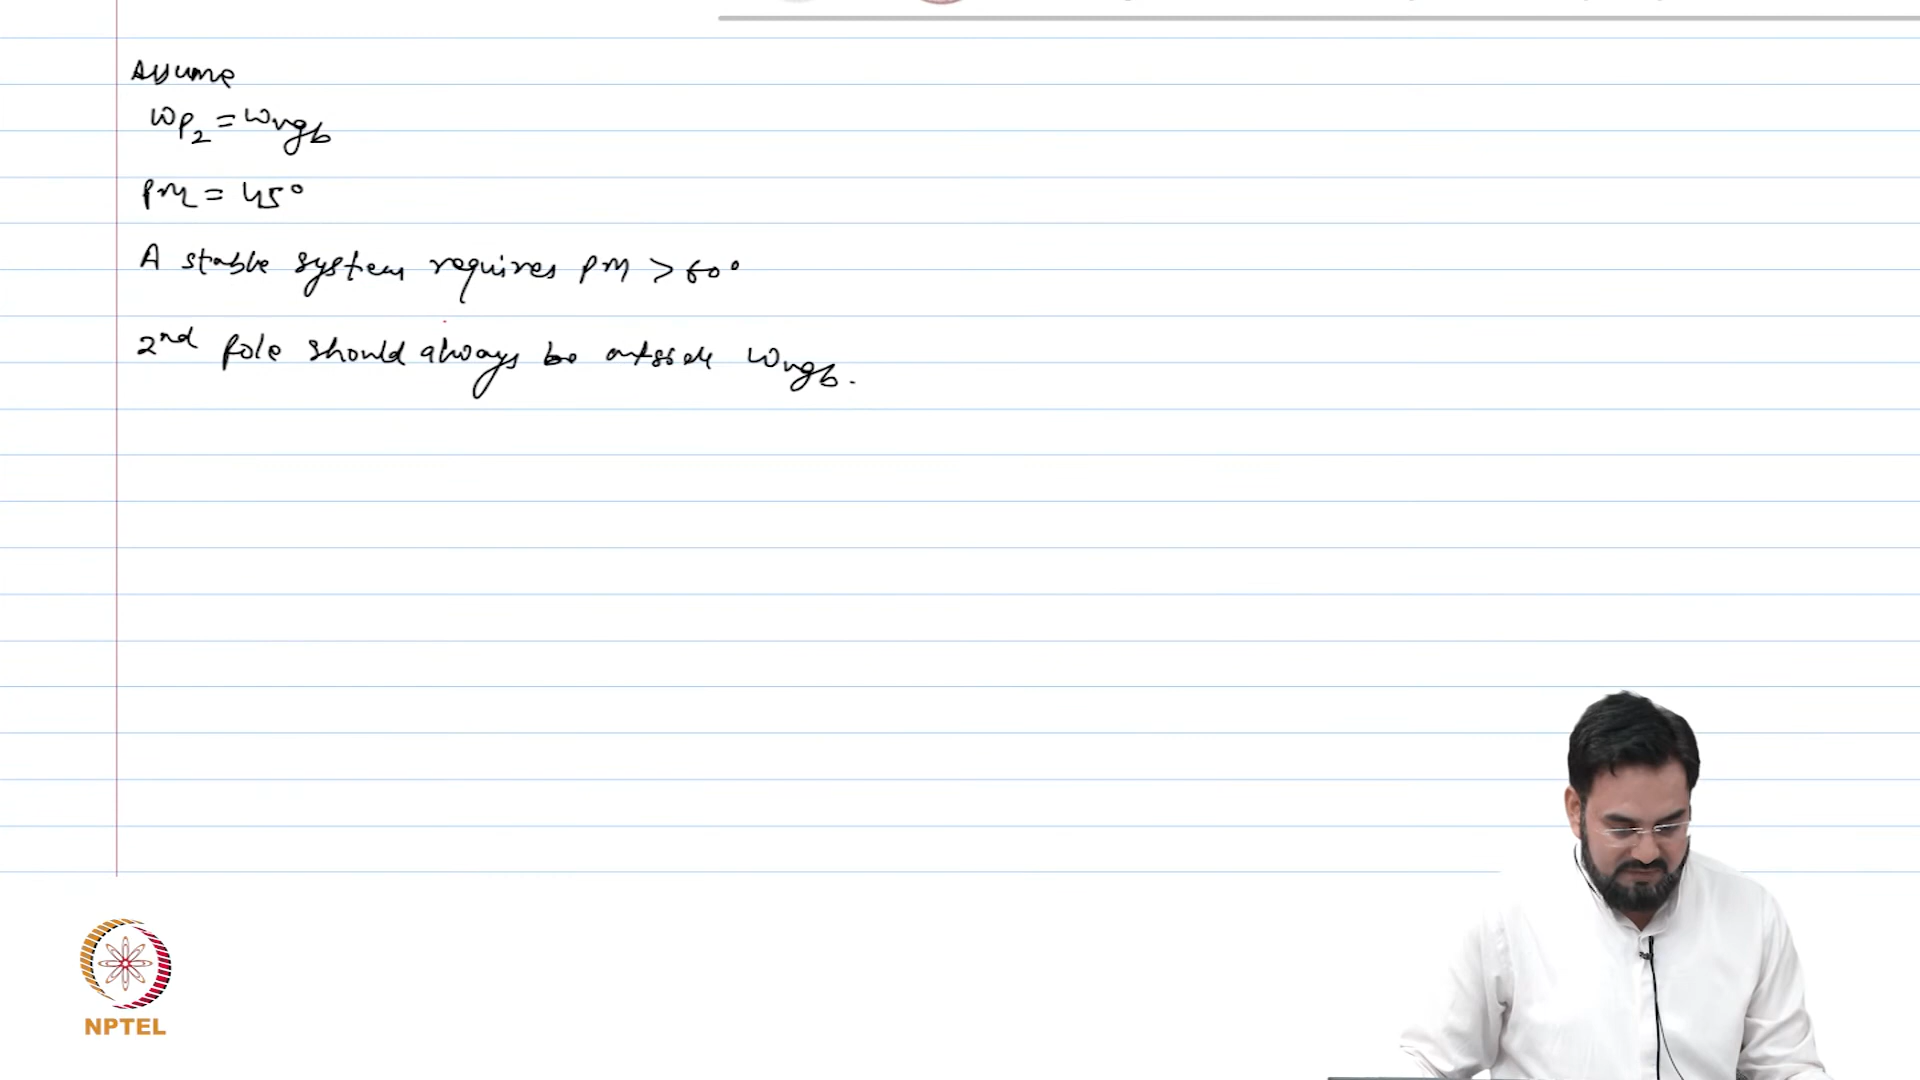 Assume
ωp2 = ωugb
PM = 45°
A stable system requires PM > 60°
2nd pole should always be outside ωugb.
NPTEL